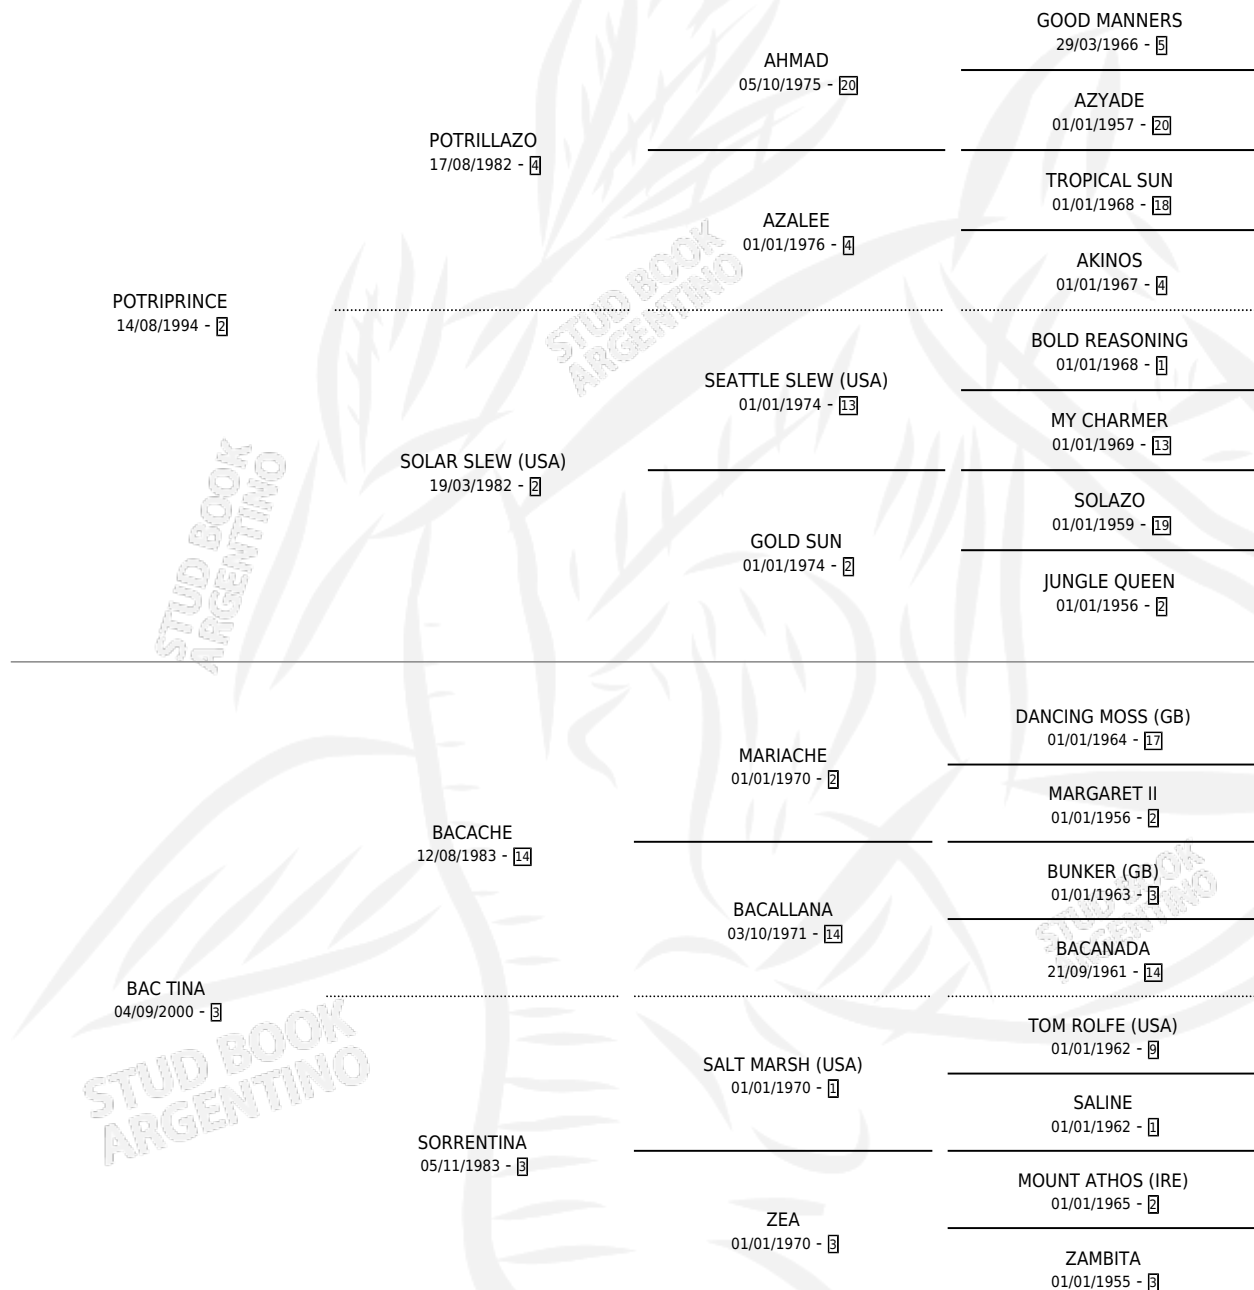 GOOD MANNERS
29/03/1966 - 5
AHMAD
05/10/1975 - 20
AZYADE
01/01/1957 - 20
POTRILLAZO
17/08/1982 - 4
TROPICAL SUN
01/01/1968 - 18
AZALEE
01/01/1976 - 4
AKINOS
01/01/1967 - 4
POTRIPRINCE
14/08/1994 - 2
STUD BOOK
ARGENTINO
BOLD REASONING
01/01/1968 - 1
SEATTLE SLEW (USA)
01/01/1974 - 13
MY CHARMER
01/01/1969 - 13
SOLAR SLEW (USA)
19/03/1982 - 2
SOLAZO
01/01/1959 - 19
GOLD SUN
01/01/1974 - 2
JUNGLE QUEEN
01/01/1956 - 2
STUD BOOK
ARGENTINO
DANCING MOSS (GB)
01/01/1964 - 17
MARIACHE
01/01/1970 - 2
MARGARET II
01/01/1956 - 2
BACACHE
12/08/1983 - 14
BUNKER (GB)
01/01/1963 - 3
BACALLANA
03/10/1971 - 14
STUD BOOK
ARGENTINO
BACANADA
21/09/1961 - 14
BAC TINA
04/09/2000 - 3
STUD BOOK
ARGENTINO
TOM ROLFE (USA)
01/01/1962 - 9
SALT MARSH (USA)
01/01/1970 - 1
SALINE
01/01/1962 - 1
SORRENTINA
05/11/1983 - 3
MOUNT ATHOS (IRE)
01/01/1965 - 2
ZEA
01/01/1970 - 3
ZAMBITA
01/01/1955 - 3